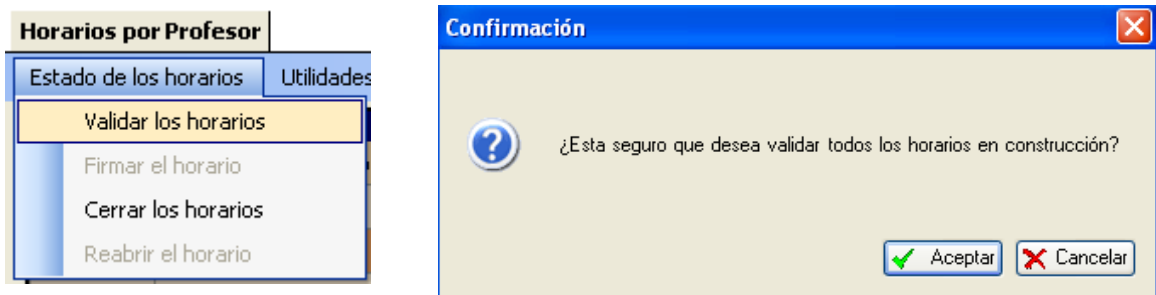 Horarios por Profesor
Estado de los horarios Utilidades
Validar los horarios
Firmar el horario
Cerrar los horarios
Reabrir el horario
Confirmación
¿Esta seguro que desea validar todos los horarios en construcción?
Aceptar Cancelar